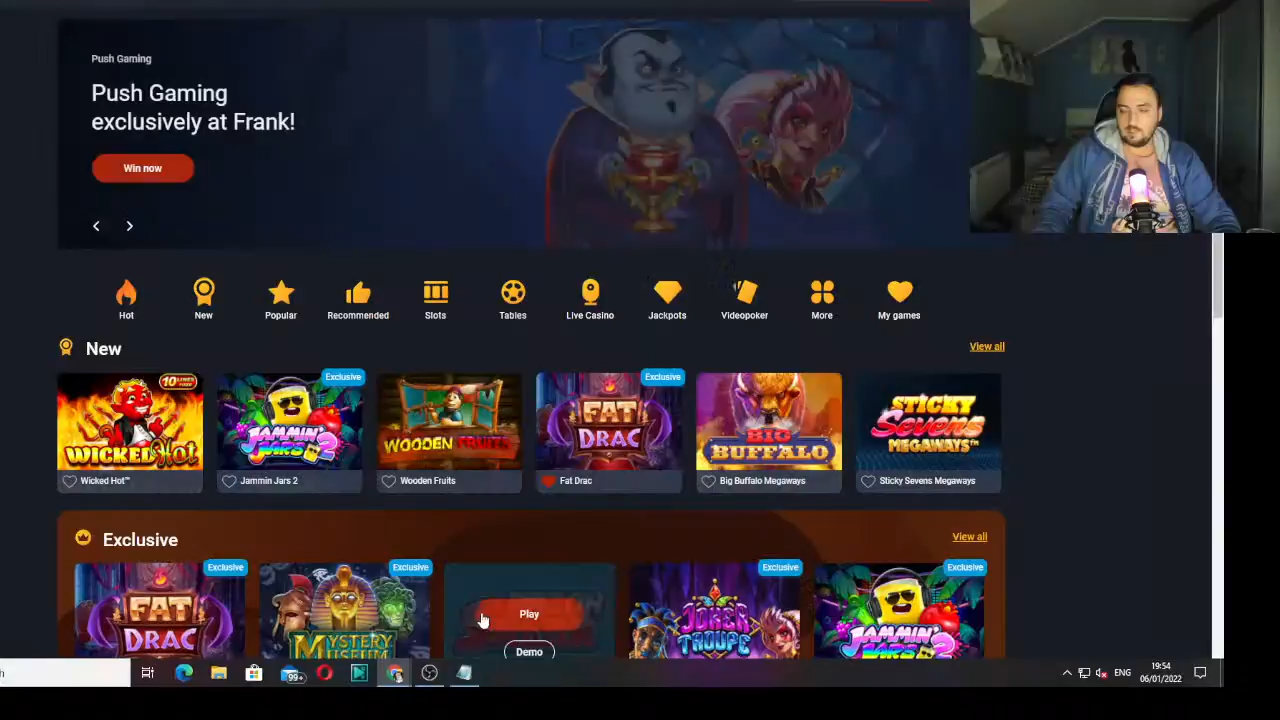 Push Gaming
Push Gaming
exclusively at Frank!
Win now
Hot
New
Popular
Recommended
Slots
Tables
Live Casino
Jackpots
Videopoker
More
My games
New
View all
10 LINES
WICKED Hot
Exclusive
JAMMIN' JARS 2
WOODEN FRUITS
Exclusive
FAT DRAC
BIG BUFFALO
STICKY Sevens MEGAWAYS™
Wicked Hot™
Jammin Jars 2
Wooden Fruits
Fat Drac
Big Buffalo Megaways
Sticky Sevens Megaways
Exclusive
View all
Exclusive
FAT DRAC
Exclusive
MYSTERY MUSEUM
Play
Demo
Exclusive
JOKER TROUPE
Exclusive
JAMMIN'
h
99+
ENG
19:54
06/01/2022